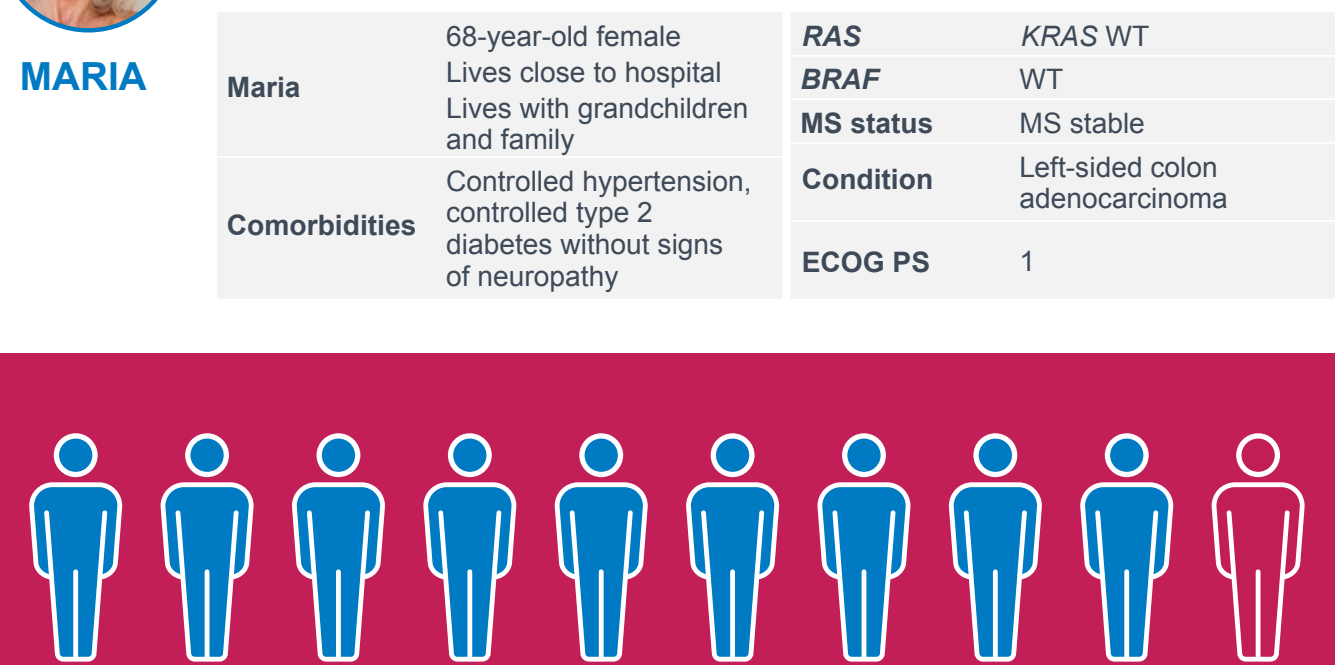 MARIA
Maria
68-year-old female
Lives close to hospital
Lives with grandchildren
and family
Comorbidities
Controlled hypertension,
controlled type 2
diabetes without signs
of neuropathy
RAS KRAS WT
BRAF WT
MS status MS stable
Condition
Left-sided colon
adenocarcinoma
ECOG PS 1